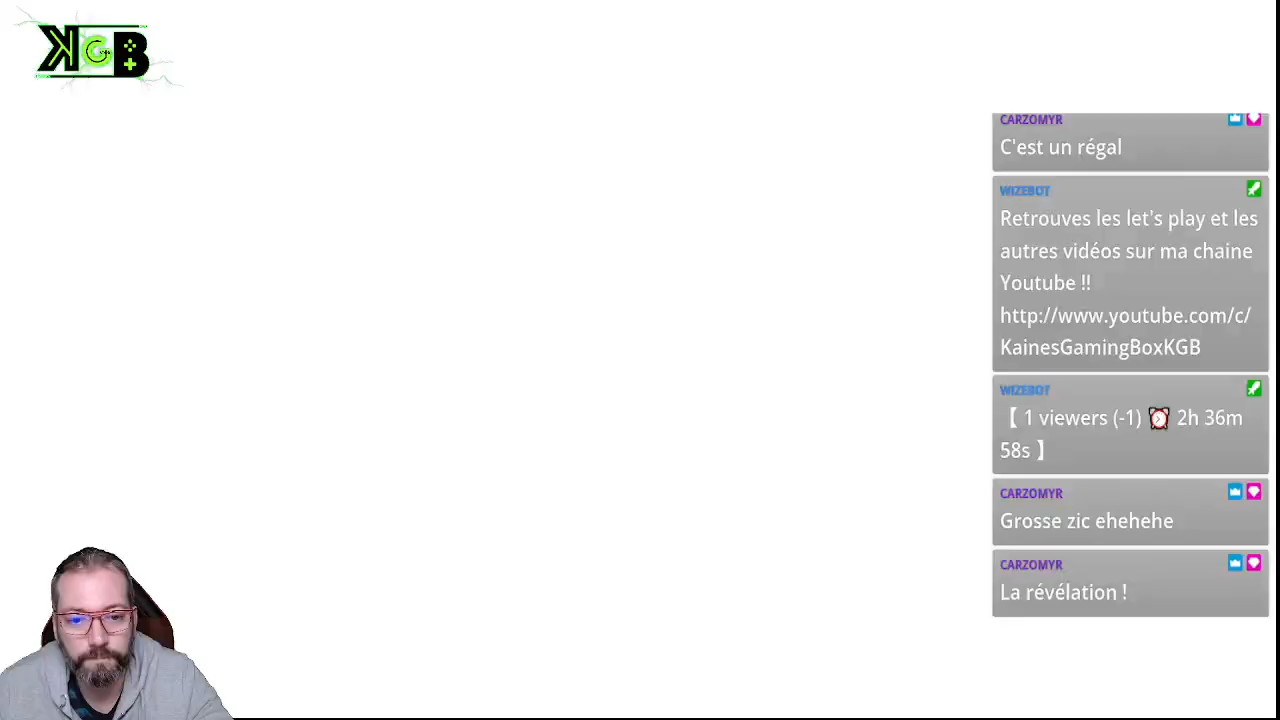 KGB
CARZOMYR
C'est un régal
WIZEBOT
Retrouves les let's play et les
autres vidéos sur ma chaine
Youtube !!
http://www.youtube.com/c/
KainesGamingBoxKGB
WIZEBOT
【 1 viewers (-1) ⏰ 2h 36m
58s 】
CARZOMYR
Grosse zic ehehehe
CARZOMYR
La révélation !